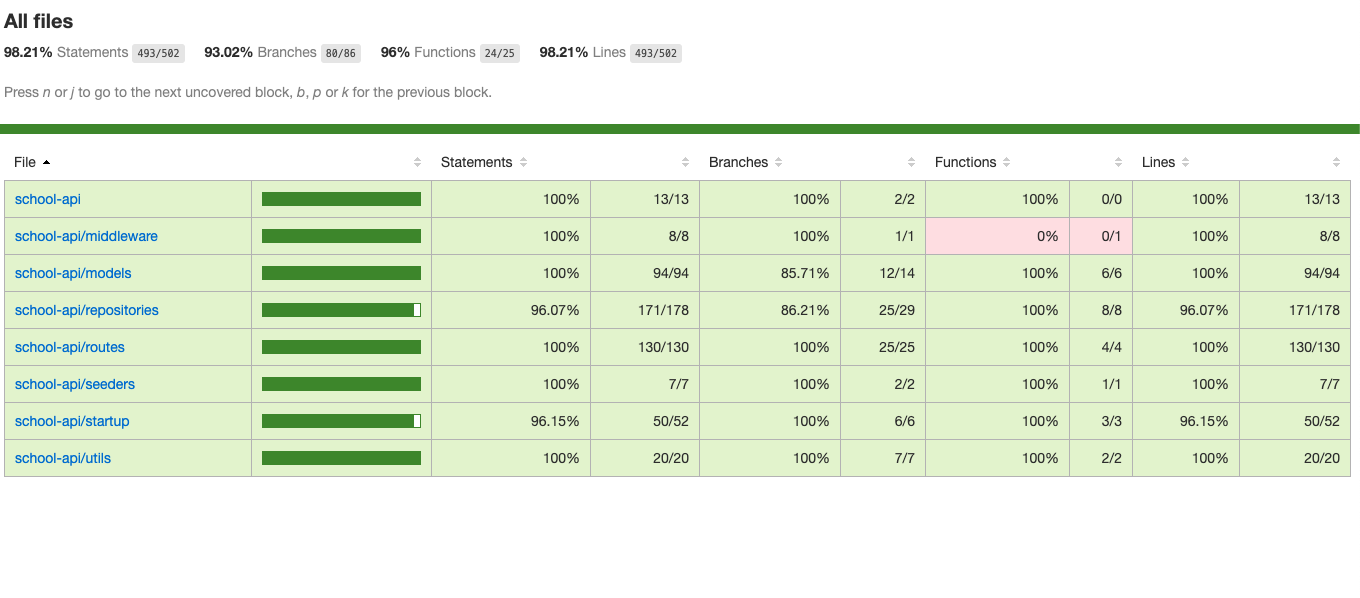 All files
98.21% Statements 493/502 93.02% Branches 80/86 96% Functions 24/25 98.21% Lines 493/502
Press n or j to go to the next uncovered block, b, p or k for the previous block.
File Statements Branches Functions Lines
school-api 100% 13/13 100% 2/2 100% 0/0 100% 13/13
school-api/middleware 100% 8/8 100% 1/1 0% 0/1 100% 8/8
school-api/models 100% 94/94 85.71% 12/14 100% 6/6 100% 94/94
school-api/repositories 96.07% 171/178 86.21% 25/29 100% 8/8 96.07% 171/178
school-api/routes 100% 130/130 100% 25/25 100% 4/4 100% 130/130
school-api/seeders 100% 7/7 100% 2/2 100% 1/1 100% 7/7
school-api/startup 96.15% 50/52 100% 6/6 100% 3/3 96.15% 50/52
school-api/utils 100% 20/20 100% 7/7 100% 2/2 100% 20/20